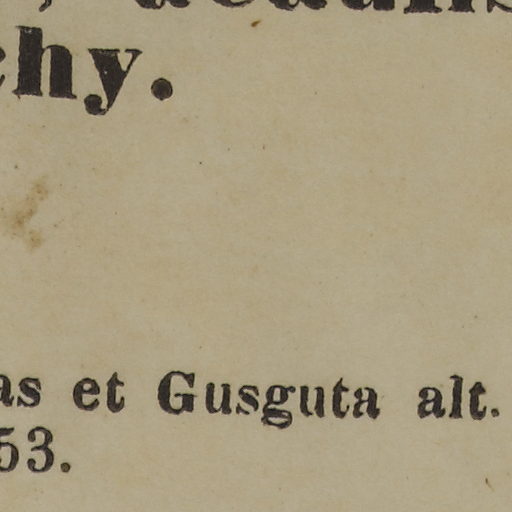 chy.
as et Gusguta alt.
53.